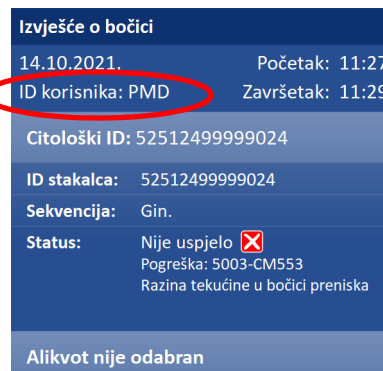 Izvješće o bočici
14.10.2021. Početak: 11:27
ID korisnika: PMD Završetak: 11:29
Citološki ID: 52512499999024
ID stakalca: 52512499999024
Sekvencija: Gin.
Status: Nije uspjelo
Pogreška: 5003-CM553
Razina tekućine u bočici preniska
Alikvot nije odabran